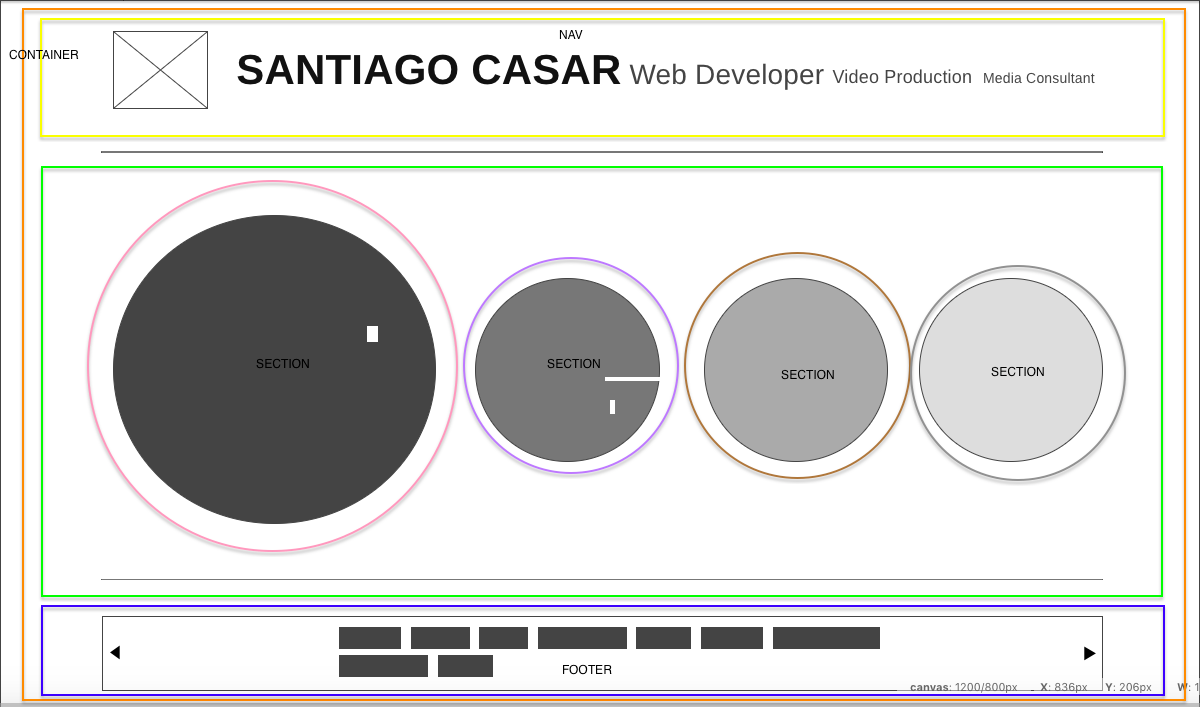 NAV
CONTAINER
SANTIAGO CASAR Web Developer Video Production Media Consultant
SECTION
SECTION
SECTION
SECTION
FOOTER
canvas: 1200/800px X: 836px Y: 206px W: 1